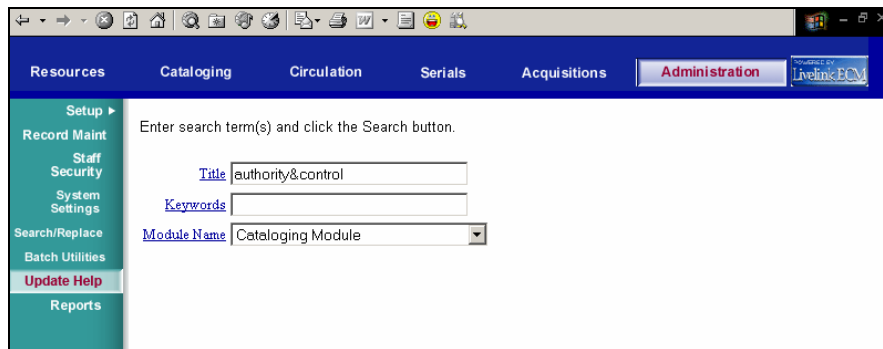 Resources Cataloging Circulation Serials Acquisitions Administration
POWERED BY
Livelink ECM
Setup
Record Maint
Staff
Security
System
Settings
Search/Replace
Batch Utilities
Update Help
Reports
Enter search term(s) and click the Search button.
Title authority&control
Keywords
Module Name Cataloging Module